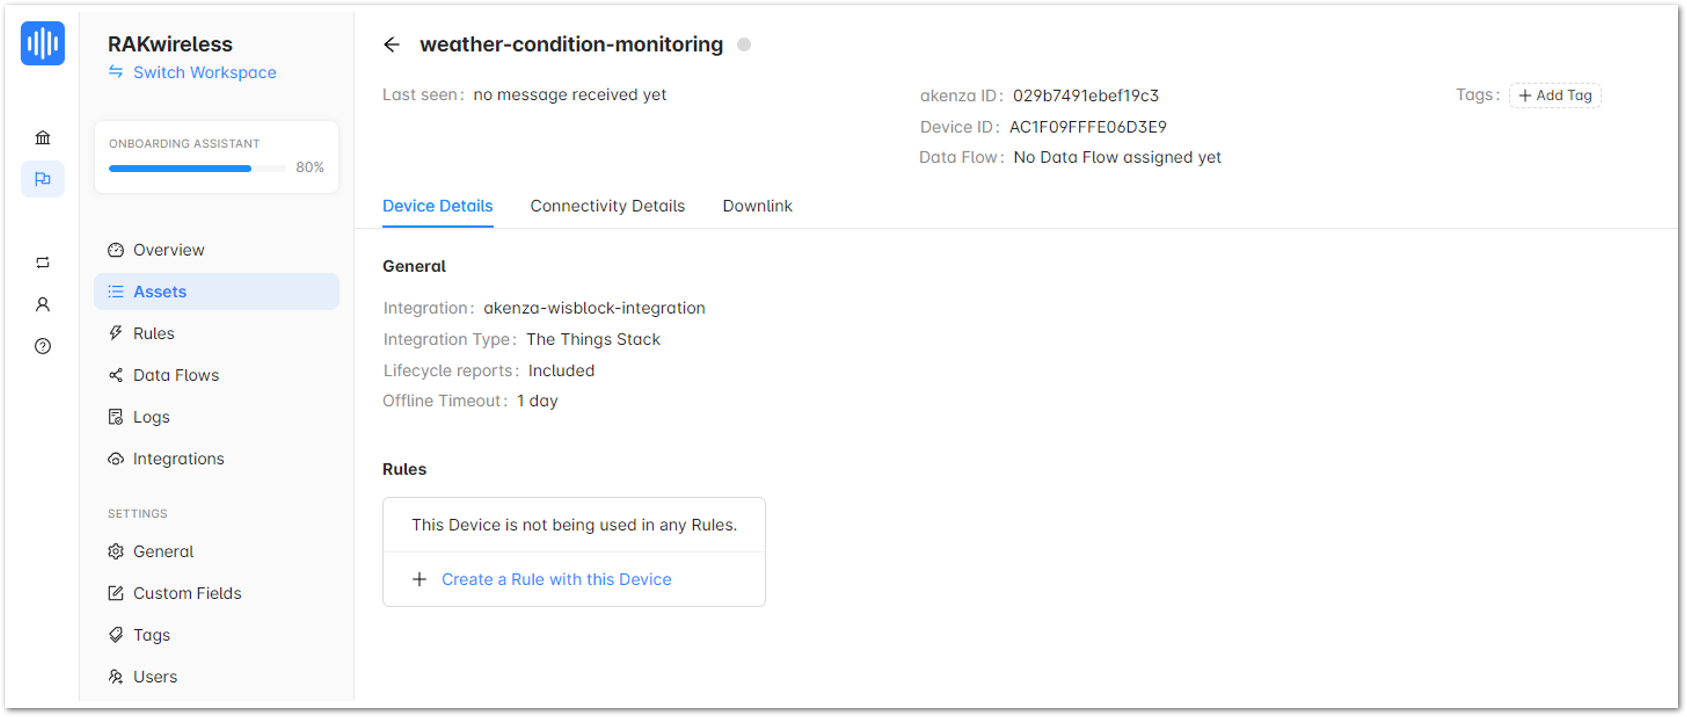 RAKwireless
Switch Workspace
ONBOARDING ASSISTANT
80%
Overview
Assets
Rules
Data Flows
Logs
Integrations
SETTINGS
General
Custom Fields
Tags
Users
weather-condition-monitoring
Last seen: no message received yet
akenza ID: 029b7491ebef19c3
Device ID: AC1F09FFFE06D3E9
Data Flow: No Data Flow assigned yet
Tags: + Add Tag
Device Details Connectivity Details Downlink
General
Integration: akenza-wisblock-integration
Integration Type: The Things Stack
Lifecycle reports: Included
Offline Timeout: 1 day
Rules
This Device is not being used in any Rules.
+ Create a Rule with this Device